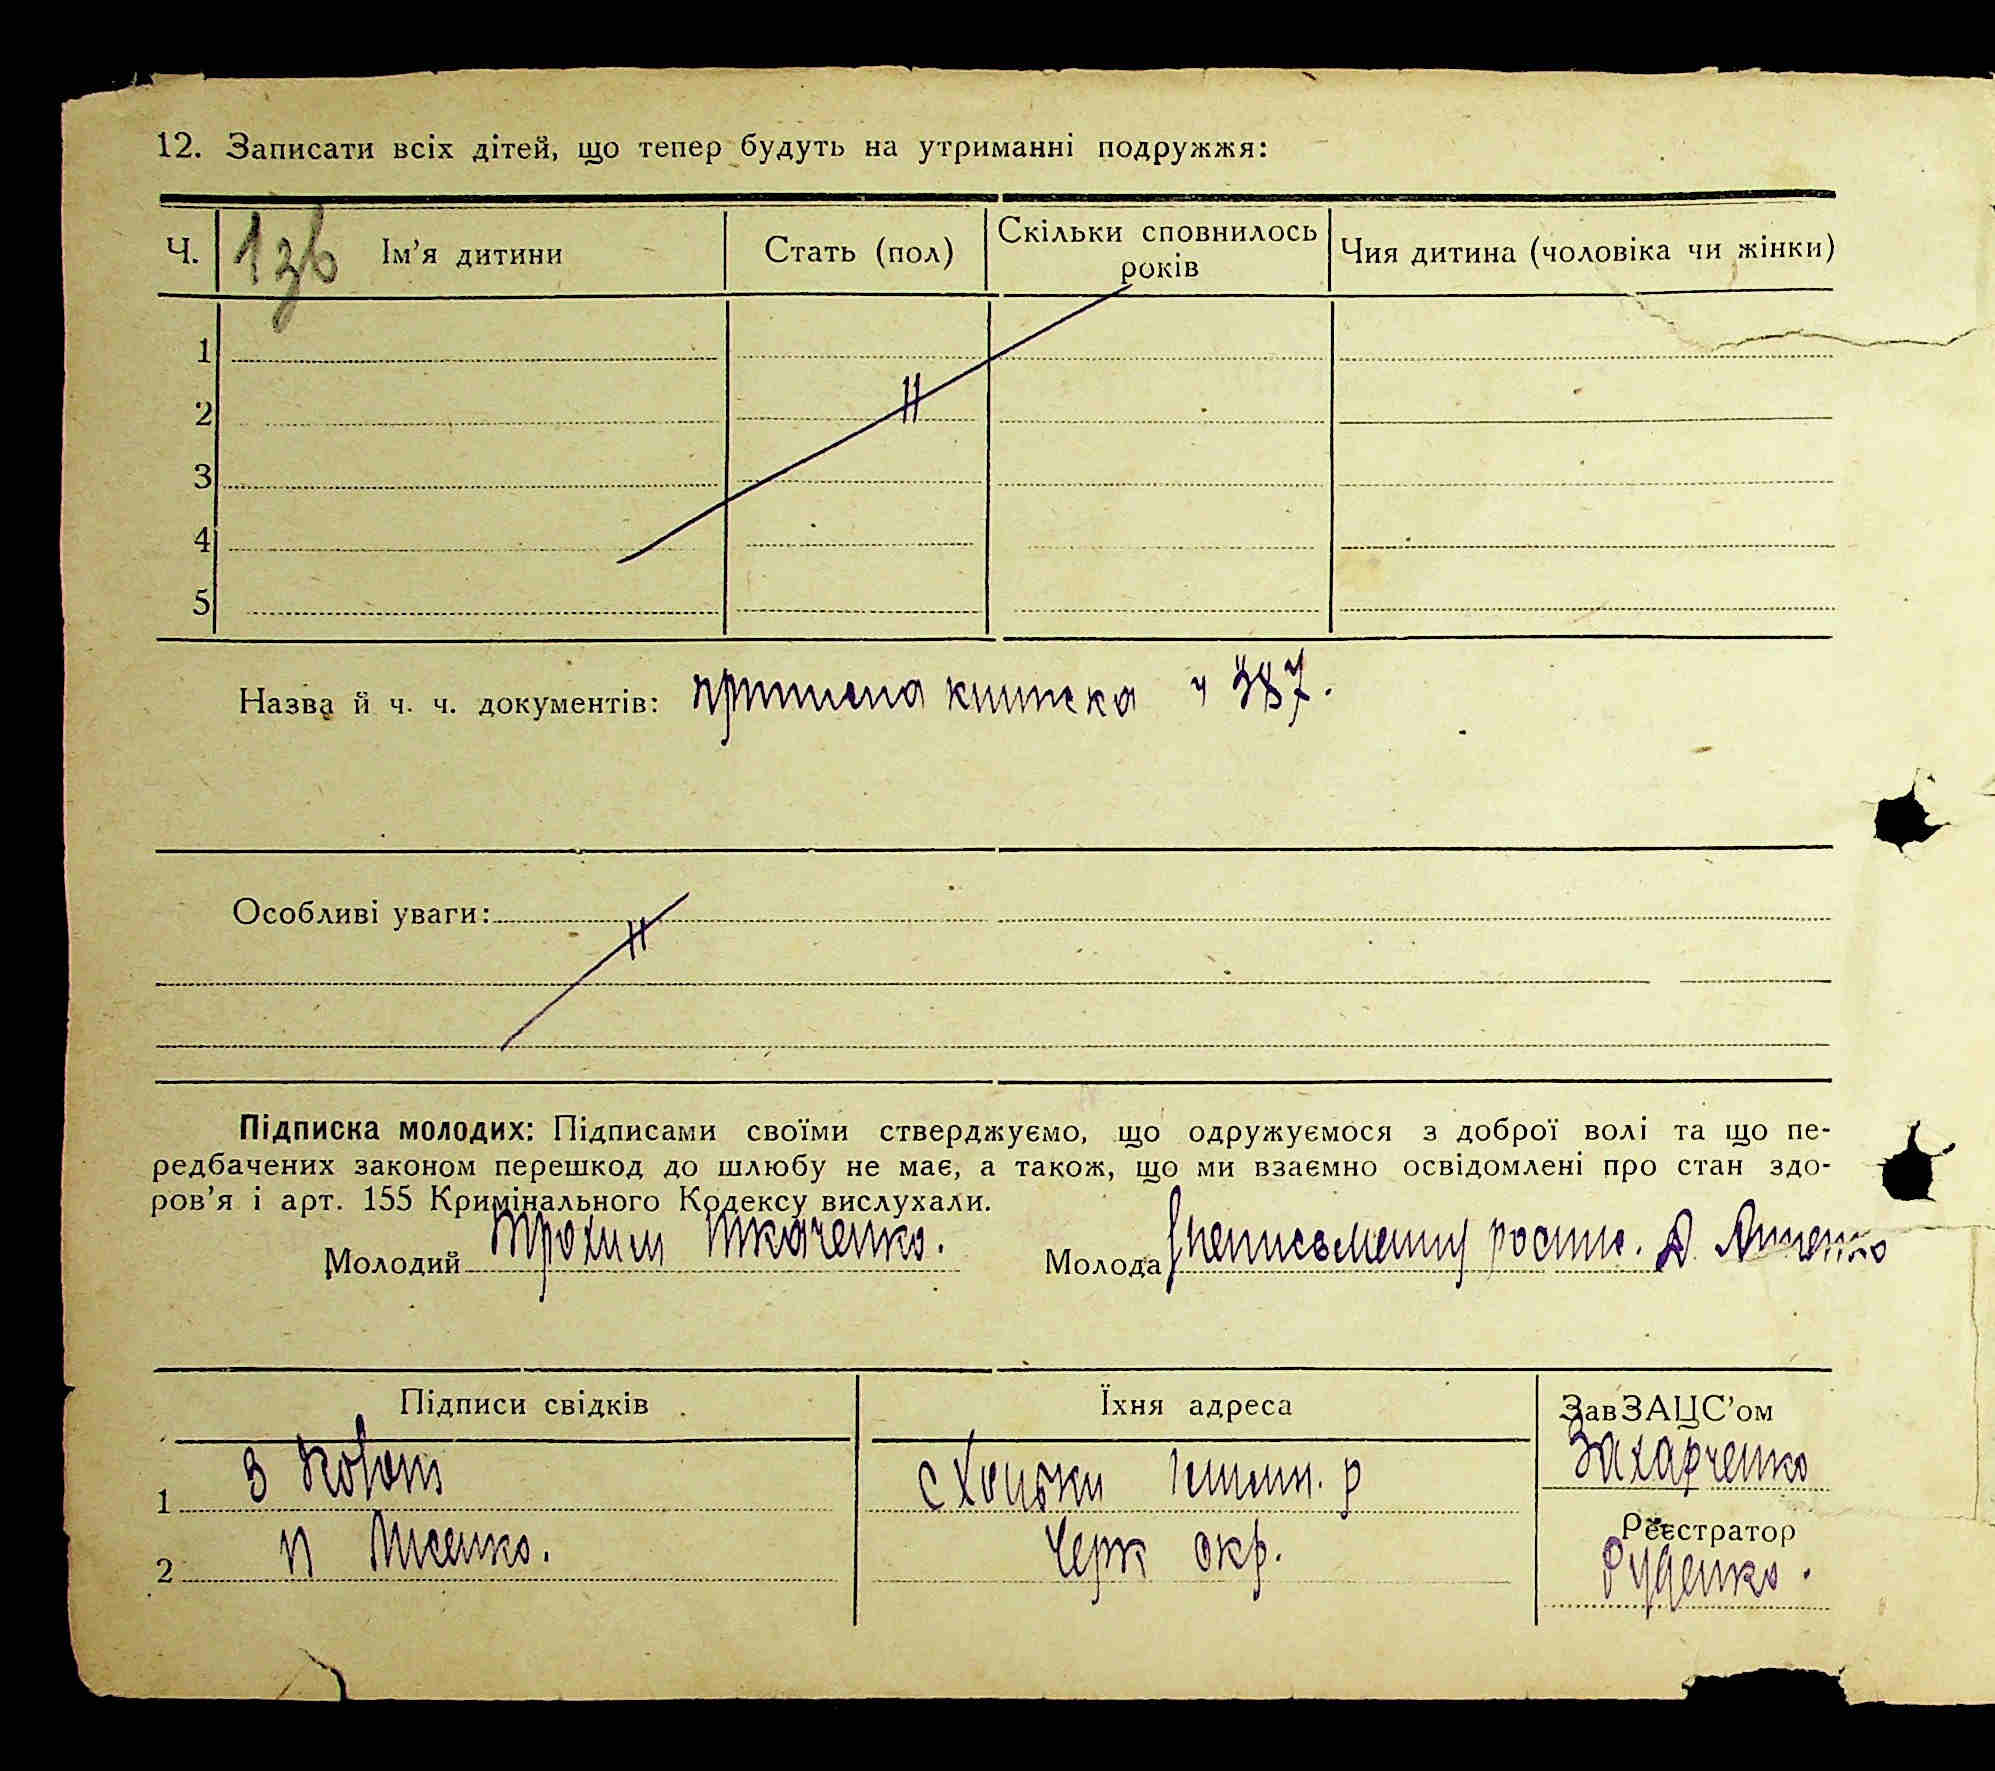 12. Записати всіх дітей, що тепер будуть на утриманні подружжя:
Ч. Ім'я дитини Стать (пол) Скільки сповнилось років Чия дитина (чоловіка чи жінки)
1
2
3
4
5
Назва й ч. ч. документів: книжка ч 387.
Особливі уваги:
Підписка молодих: Підписами своїми стверджуємо, що одружуємося з доброї волі та що пе-
редбачених законом перешкод до шлюбу не має, а також, що ми взаємно освідомлені про стан здо-
ров'я і арт. 155 Кримінального Кодексу вислухали.
Молодий Трохим Ткаченко. Молода
Підписи свідків Їхня адреса ЗавЗАЦС'ом
Захарченко
1 с Хоцьки р
Реєстратор
2 П Лисенко. Черк окр. Руденко.